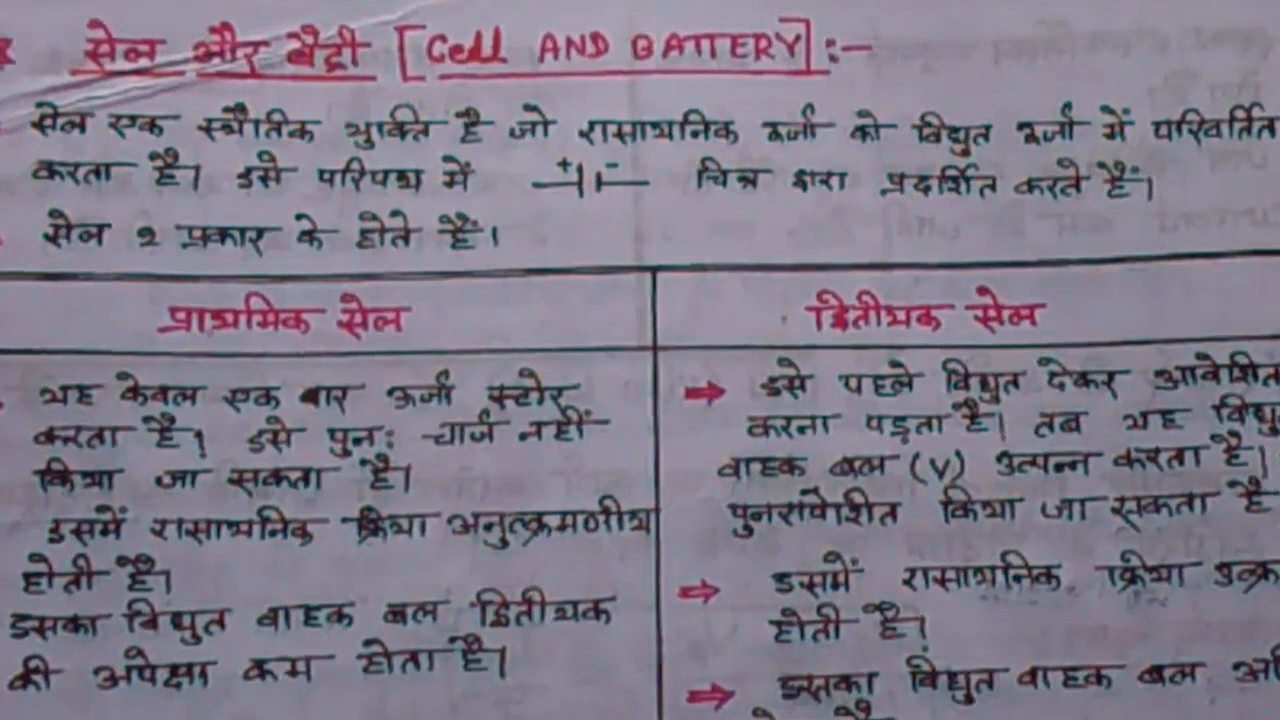 सेल और बैट्री [Cell AND BATTERY]:-
सेल एक स्थैतिक युक्ति है जो रासायनिक ऊर्जा को विद्युत ऊर्जा में परिवर्तित
करता है। इसे परिपथ में + - चित्र द्वारा प्रदर्शित करते हैं।
सेल 2 प्रकार के होते हैं।
प्राथमिक सेल
यह केवल एक बार ऊर्जा स्टोर
करता है। इसे पुनः चार्ज नहीं
किया जा सकता है।
इसमें रासायनिक क्रिया अनुत्क्रमणीय
होती है।
इसका विद्युत वाहक बल द्वितीयक
की अपेक्षा कम होता है।
द्वितीयक सेल
⇒ इसे पहले विद्युत देकर आवेशित
करना पड़ता है। तब यह विद्यु
वाहक बल (V) उत्पन्न करता है।
पुनरावेशित किया जा सकता है
⇒ इसमें रासायनिक क्रिया उत्क्र
होती है।
⇒ इसका विद्युत वाहक बल